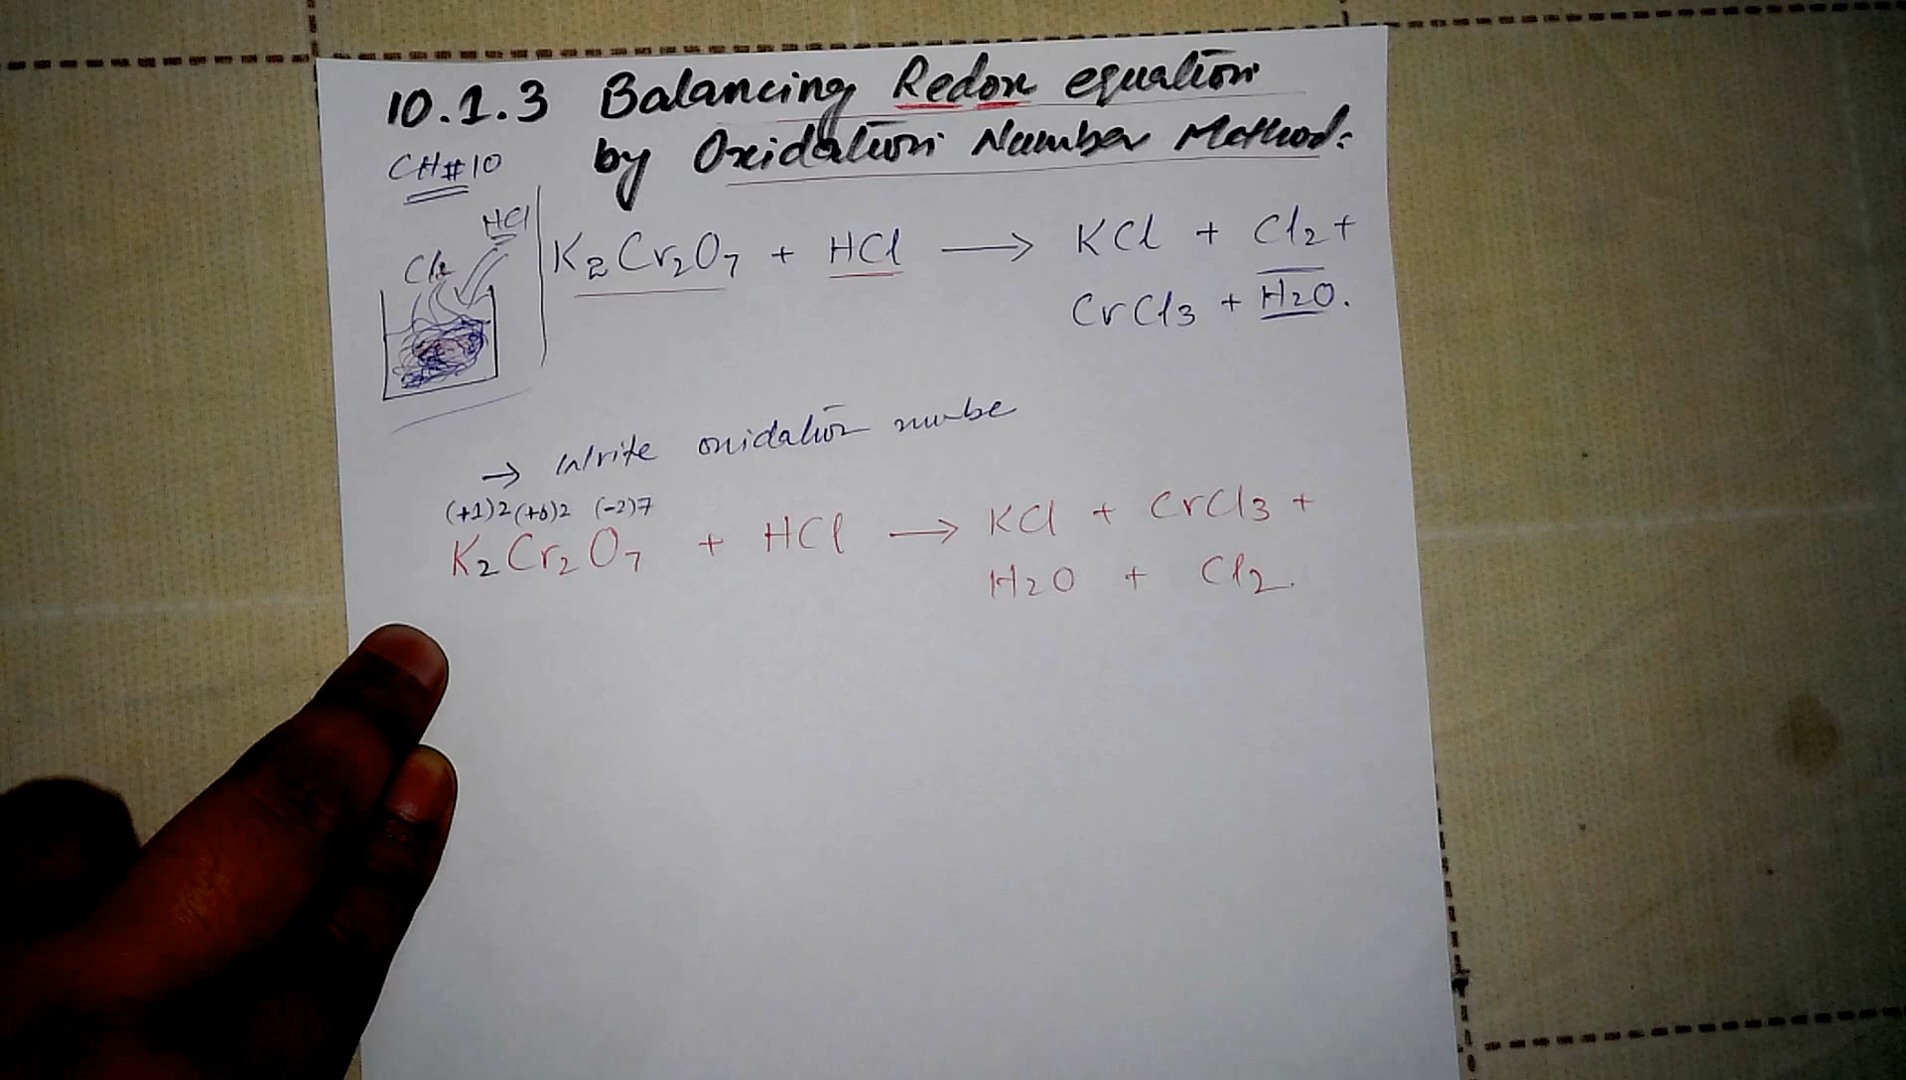 10.1.3 Balancing Redox equation
by Oxidation Number Method:
CH#10
HCl
Cl2
K2Cr2O7 + HCl → KCl + Cl2 +
CrCl3 + H2O.
→ Write oxidation numbe
(+1)2 (+6)2 (-2)7
K2Cr2O7 + HCl → KCl + CrCl3 +
H2O + Cl2.